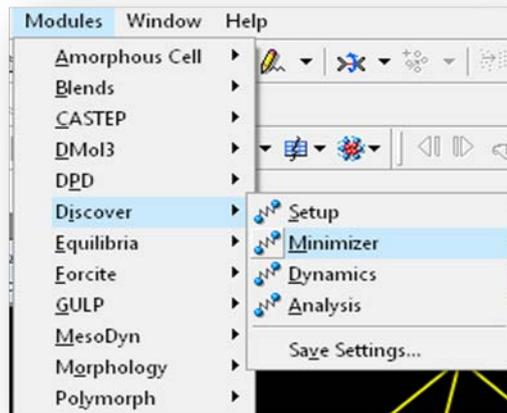 Modules Window Help
Amorphous Cell
Blends
CASTEP
DMol3
DPD
Discover
Setup
Equilibria
Minimizer
Forcite
Dynamics
GULP
Analysis
MesoDyn
Save Settings...
Morphology
Polymorph